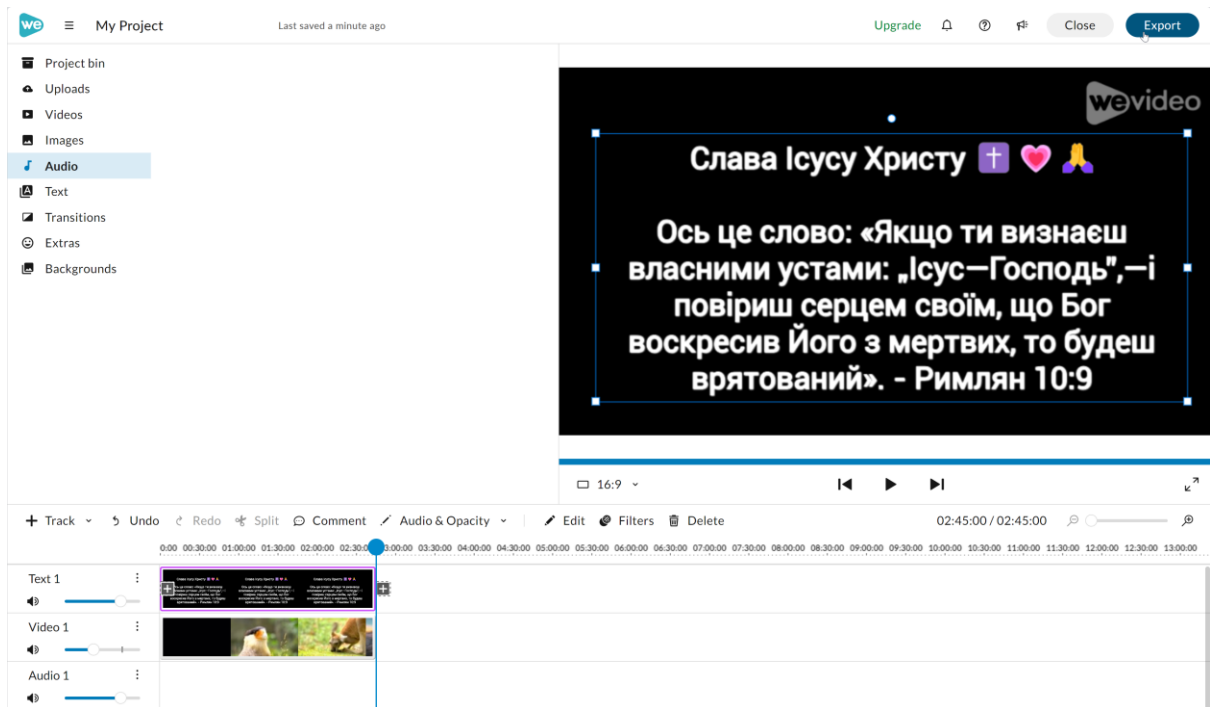 we
My Project
Last saved a minute ago
Upgrade
Close
Export
Project bin
Uploads
Videos
Images
Audio
Text
Transitions
Extras
Backgrounds
wevideo
Слава Ісусу Христу ✝️ 💗 🙏
Ось це слово: «Якщо ти визнаєш
власними устами: „Ісус—Господь",—і
повіриш серцем своїм, що Бог
воскресив Його з мертвих, то будеш
врятований». - Римлян 10:9
16:9
+ Track Undo Redo Split Comment Audio & Opacity Edit Filters Delete 02:45:00 / 02:45:00
0:00 00:30:00 01:00:00 01:30:00 02:00:00 02:30:0 3:00:00 03:30:00 04:00:00 04:30:00 05:00:00 05:30:00 06:00:00 06:30:00 07:00:00 07:30:00 08:00:00 08:30:00 09:00:00 09:30:00 10:00:00 10:30:00 11:00:00 11:30:00 12:00:00 12:30:00 13:00:00
Text 1
Video 1
Audio 1